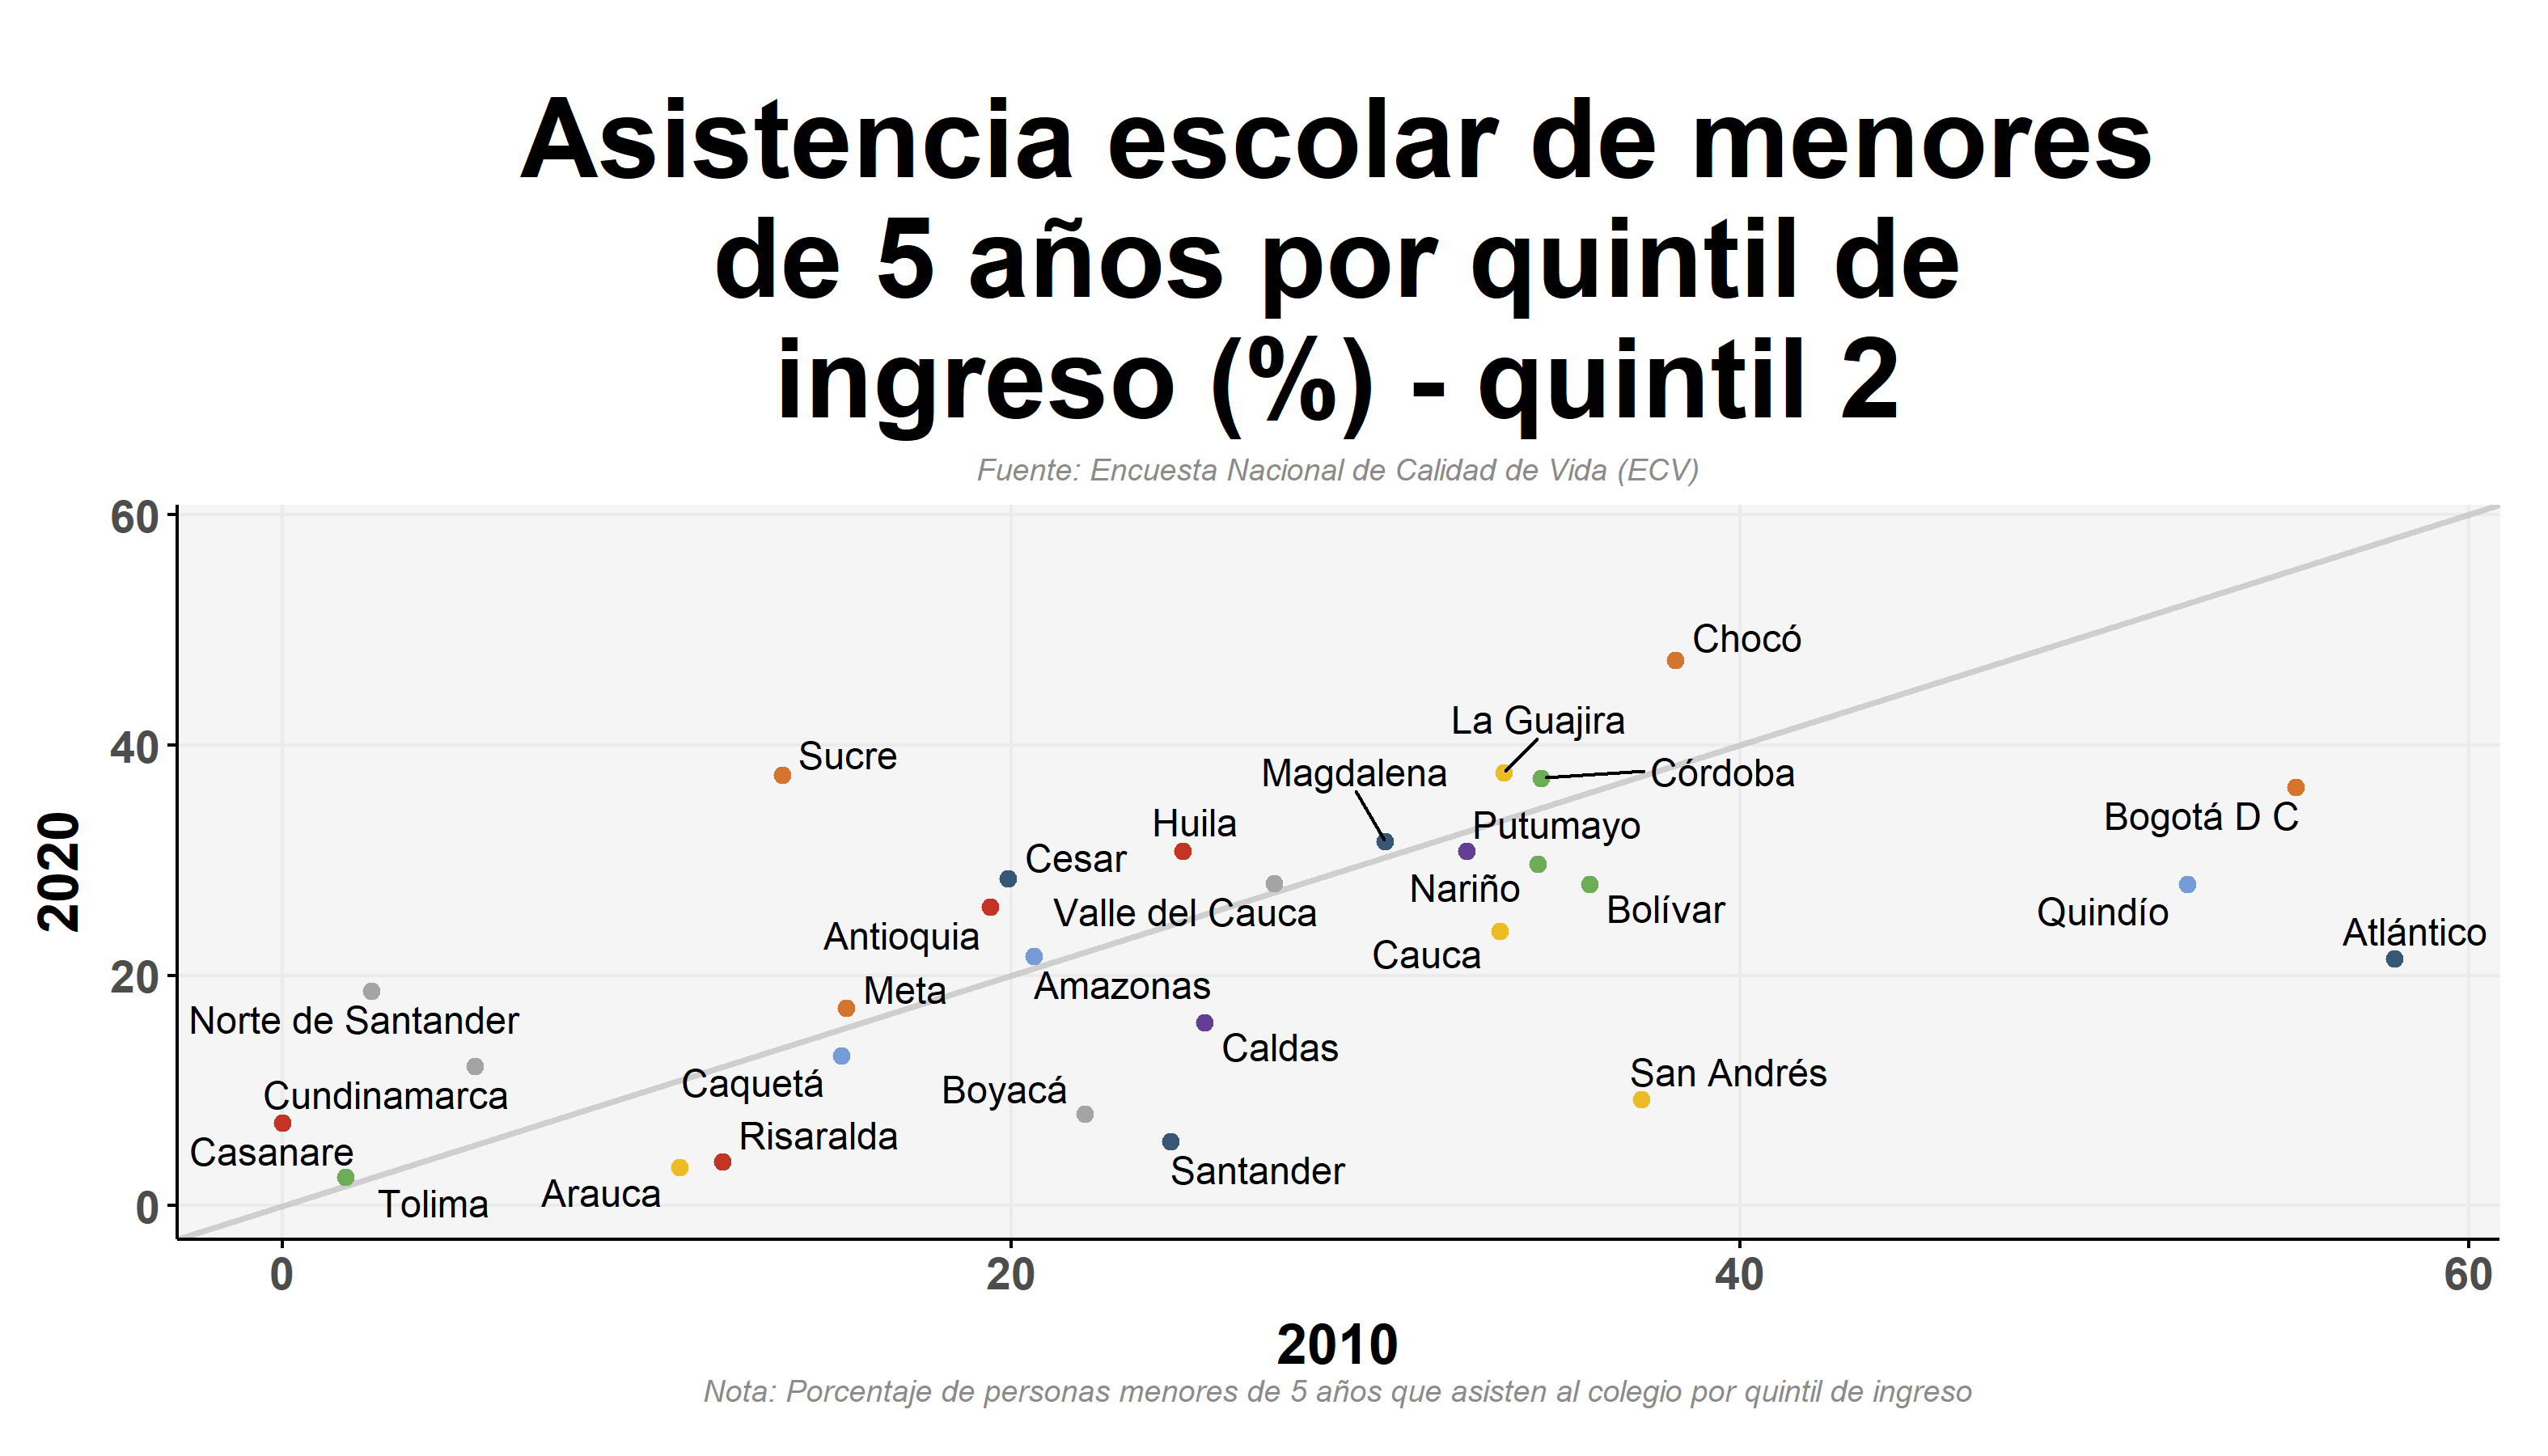 Asistencia escolar de menores
de 5 años por quintil de
ingreso (%) - quintil 2
Fuente: Encuesta Nacional de Calidad de Vida (ECV)
60
Chocó
La Guajira
40
Sucre
Magdalena
Córdoba
Huila
Putumayo
Bogotá D C
Cesar
Nariño
Valle del Cauca
Bolívar
Quindío
Antioquia
Atlántico
Cauca
20
Meta
Amazonas
Norte de Santander
Caldas
San Andrés
Caquetá
Boyacá
Cundinamarca
Risaralda
Casanare
Santander
Arauca
Tolima
0
2020
0 20 40 60
2010
Nota: Porcentaje de personas menores de 5 años que asisten al colegio por quintil de ingreso